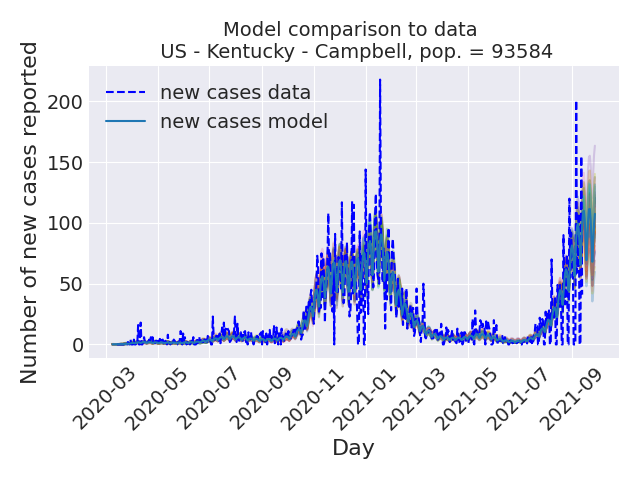 Model comparison to data
US - Kentucky - Campbell, pop. = 93584
Number of new cases reported
200
150
100
50
0
new cases data
new cases model
2020-03
2020-05
2020-07
2020-09
2020-11
2021-01
2021-03
2021-05
2021-07
2021-09
Day